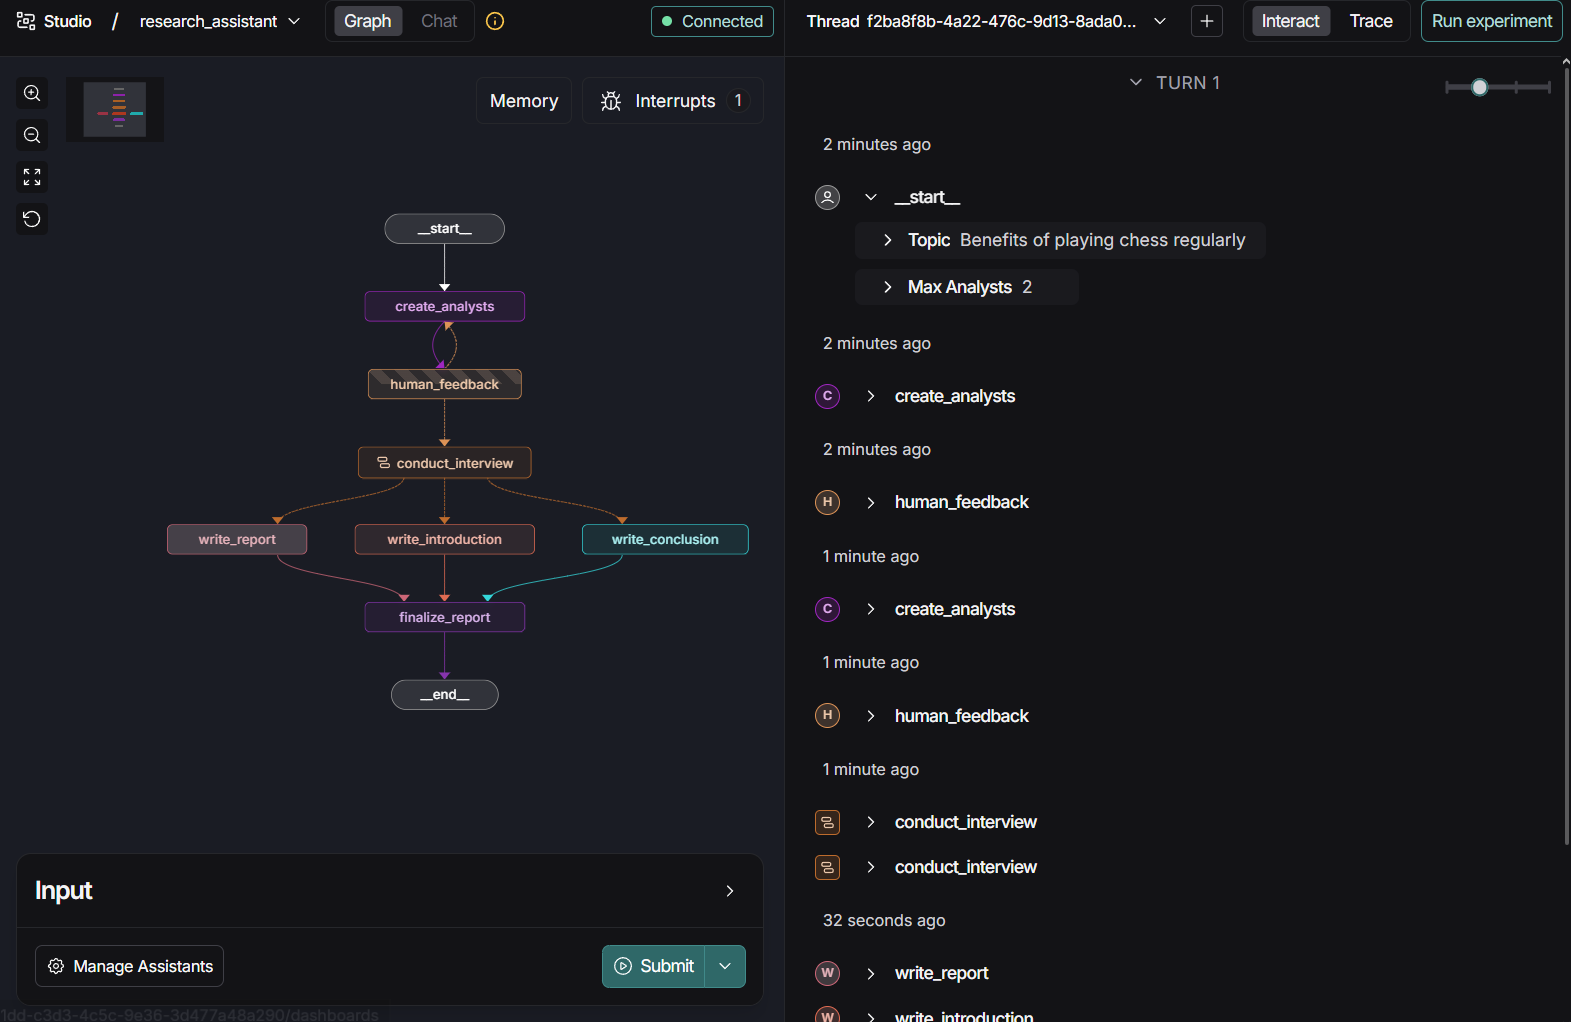 Studio / research_assistant Graph Chat Connected
Memory Interrupts 1
__start__
create_analysts
human_feedback
conduct_interview
write_report write_introduction write_conclusion
finalize_report
__end__
Input
Manage Assistants Submit
1dd-c3d3-4c5c-9e36-3d477a48a290/dashboards
Thread f2ba8f8b-4a22-476c-9d13-8ada0... + Interact Trace Run experiment
TURN 1
2 minutes ago
__start__
Topic Benefits of playing chess regularly
Max Analysts 2
2 minutes ago
C create_analysts
2 minutes ago
H human_feedback
1 minute ago
C create_analysts
1 minute ago
H human_feedback
1 minute ago
conduct_interview
conduct_interview
32 seconds ago
W write_report
W write_introduction